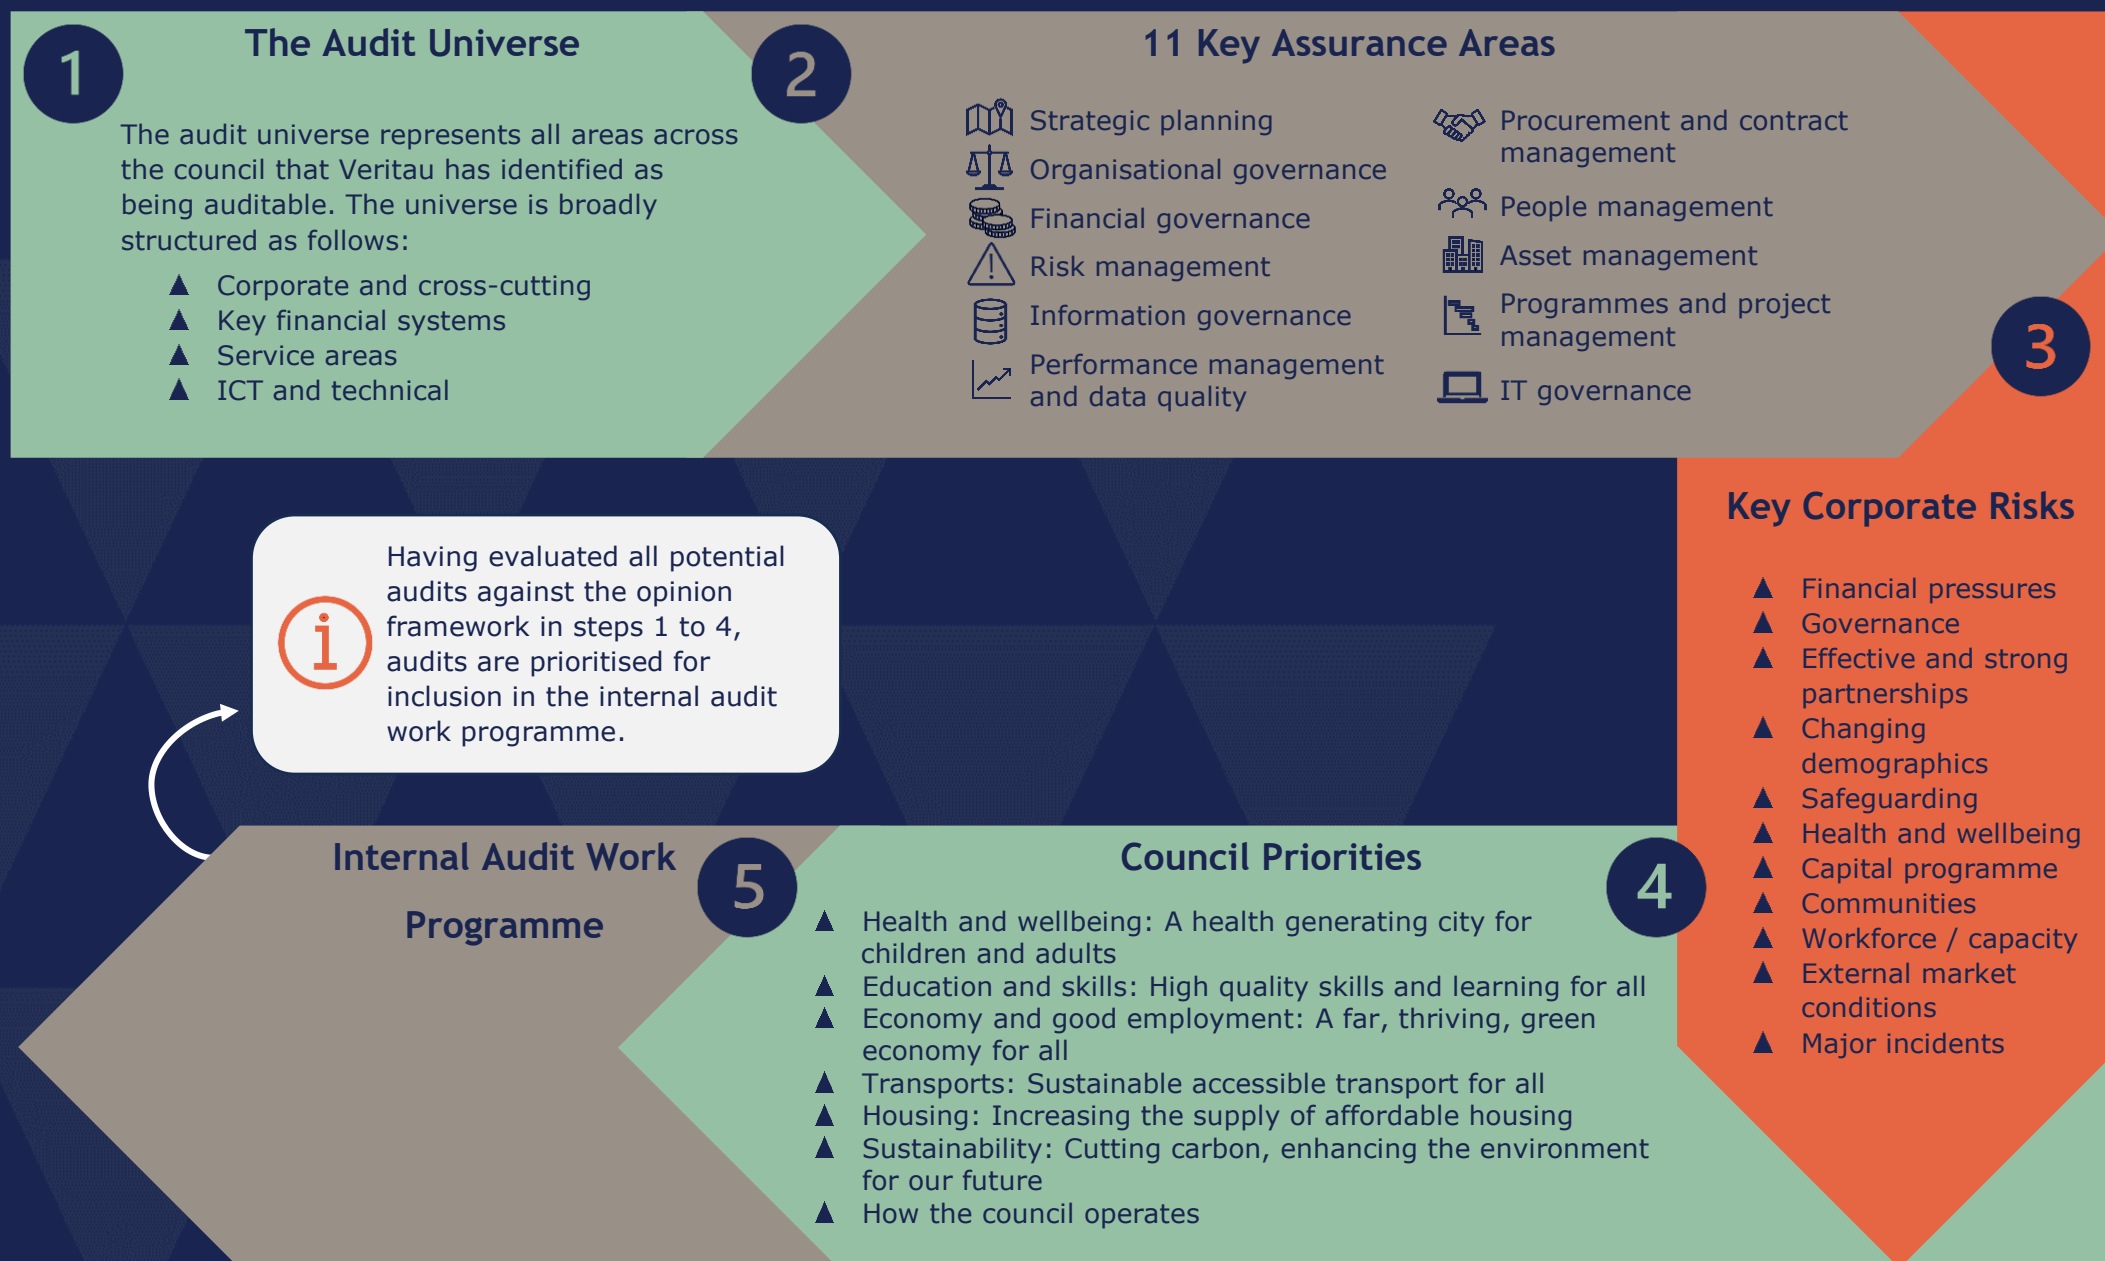 1
The Audit Universe
The audit universe represents all areas across
the council that Veritau has identified as
being auditable. The universe is broadly
structured as follows:
Corporate and cross-cutting
Key financial systems
Service areas
ICT and technical
2
11 Key Assurance Areas
Strategic planning
Organisational governance
Financial governance
Risk management
Information governance
Performance management
and data quality
Procurement and contract
management
People management
Asset management
Programmes and project
management
IT governance
3
Key Corporate Risks
Financial pressures
Governance
Effective and strong
partnerships
Changing
demographics
Safeguarding
Health and wellbeing
Capital programme
Communities
Workforce / capacity
External market
conditions
Major incidents
4
Council Priorities
Health and wellbeing: A health generating city for
children and adults
Education and skills: High quality skills and learning for all
Economy and good employment: A far, thriving, green
economy for all
Transports: Sustainable accessible transport for all
Housing: Increasing the supply of affordable housing
Sustainability: Cutting carbon, enhancing the environment
for our future
How the council operates
5
Internal Audit Work
Programme
i
Having evaluated all potential
audits against the opinion
framework in steps 1 to 4,
audits are prioritised for
inclusion in the internal audit
work programme.